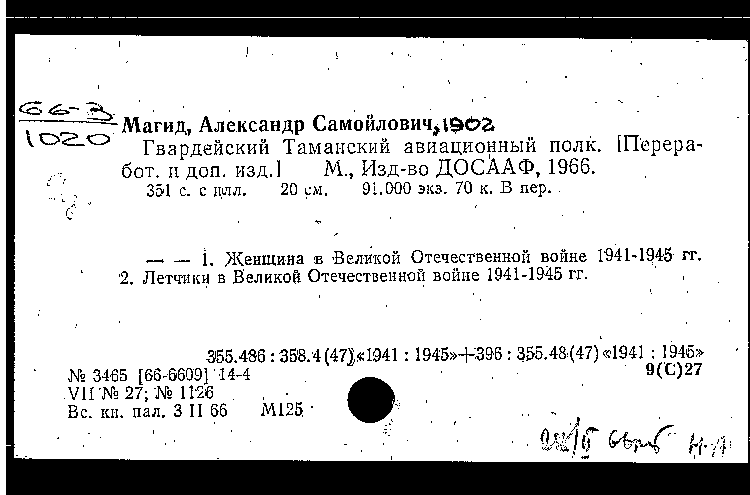 66-3
1020
Магид, Александр Самойлович, 1902
Гвардейский Таманский авиационный полк. [Перера-
бот. и доп. изд.] М., Изд-во ДОСААФ, 1966.
351 с. с илл. 20 см. 91.000 экз. 70 к. В пер.
— — 1. Женщина в Великой Отечественной войне 1941-1945 гг.
2. Летчики в Великой Отечественной войне 1941-1945 гг.
355.486 : 358.4 (47) «1941 : 1945»+396 : 355.48 (47) «1941 : 1945»
№ 3465 [66-6609] 14-4 9(С)27
VII № 27; № 1126
Вс. кн. пал. 3 II 66 М125